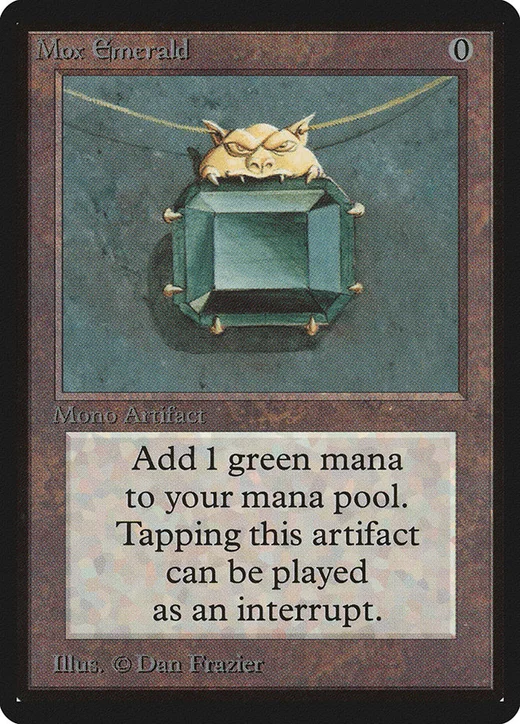 Mox Emerald 0
Mono Artifact
Add 1 green mana
to your mana pool.
Tapping this artifact
can be played
as an interrupt.
Illus. © Dan Frazier